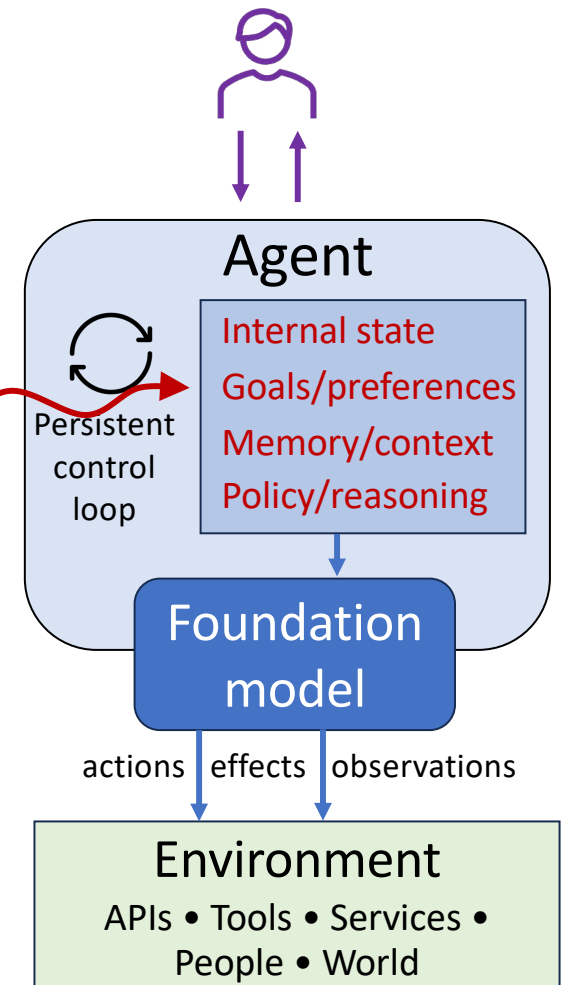 Agent
Internal state
Goals/preferences
Memory/context
Policy/reasoning
Persistent
control
loop
Foundation
model
actions effects observations
Environment
APIs • Tools • Services •
People • World